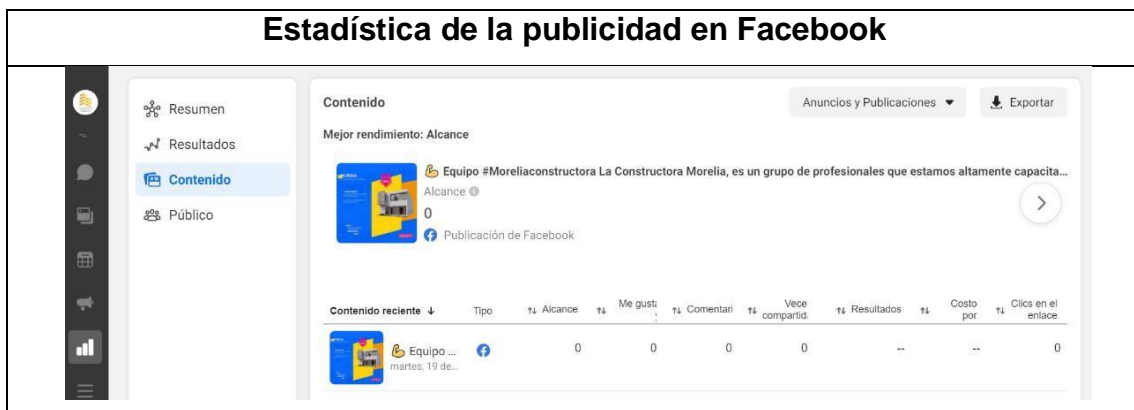 Estadística de la publicidad en Facebook
Resumen
Resultados
Contenido
Público
Contenido
Anuncios y Publicaciones
Exportar
Mejor rendimiento: Alcance
💪 Equipo #Moreliaconstructora La Constructora Morelia, es un grupo de profesionales que estamos altamente capacita...
Alcance
0
Publicación de Facebook
Contenido reciente ↓ Tipo ↑↓ Alcance ↑↓ Me gusta ↑↓ Comentari ↑↓ Vece compartid. ↑↓ Resultados ↑↓ Costo por ↑↓ Clics en el enlace
💪 Equipo ... 0 0 0 0 -- -- 0
martes, 19 de...